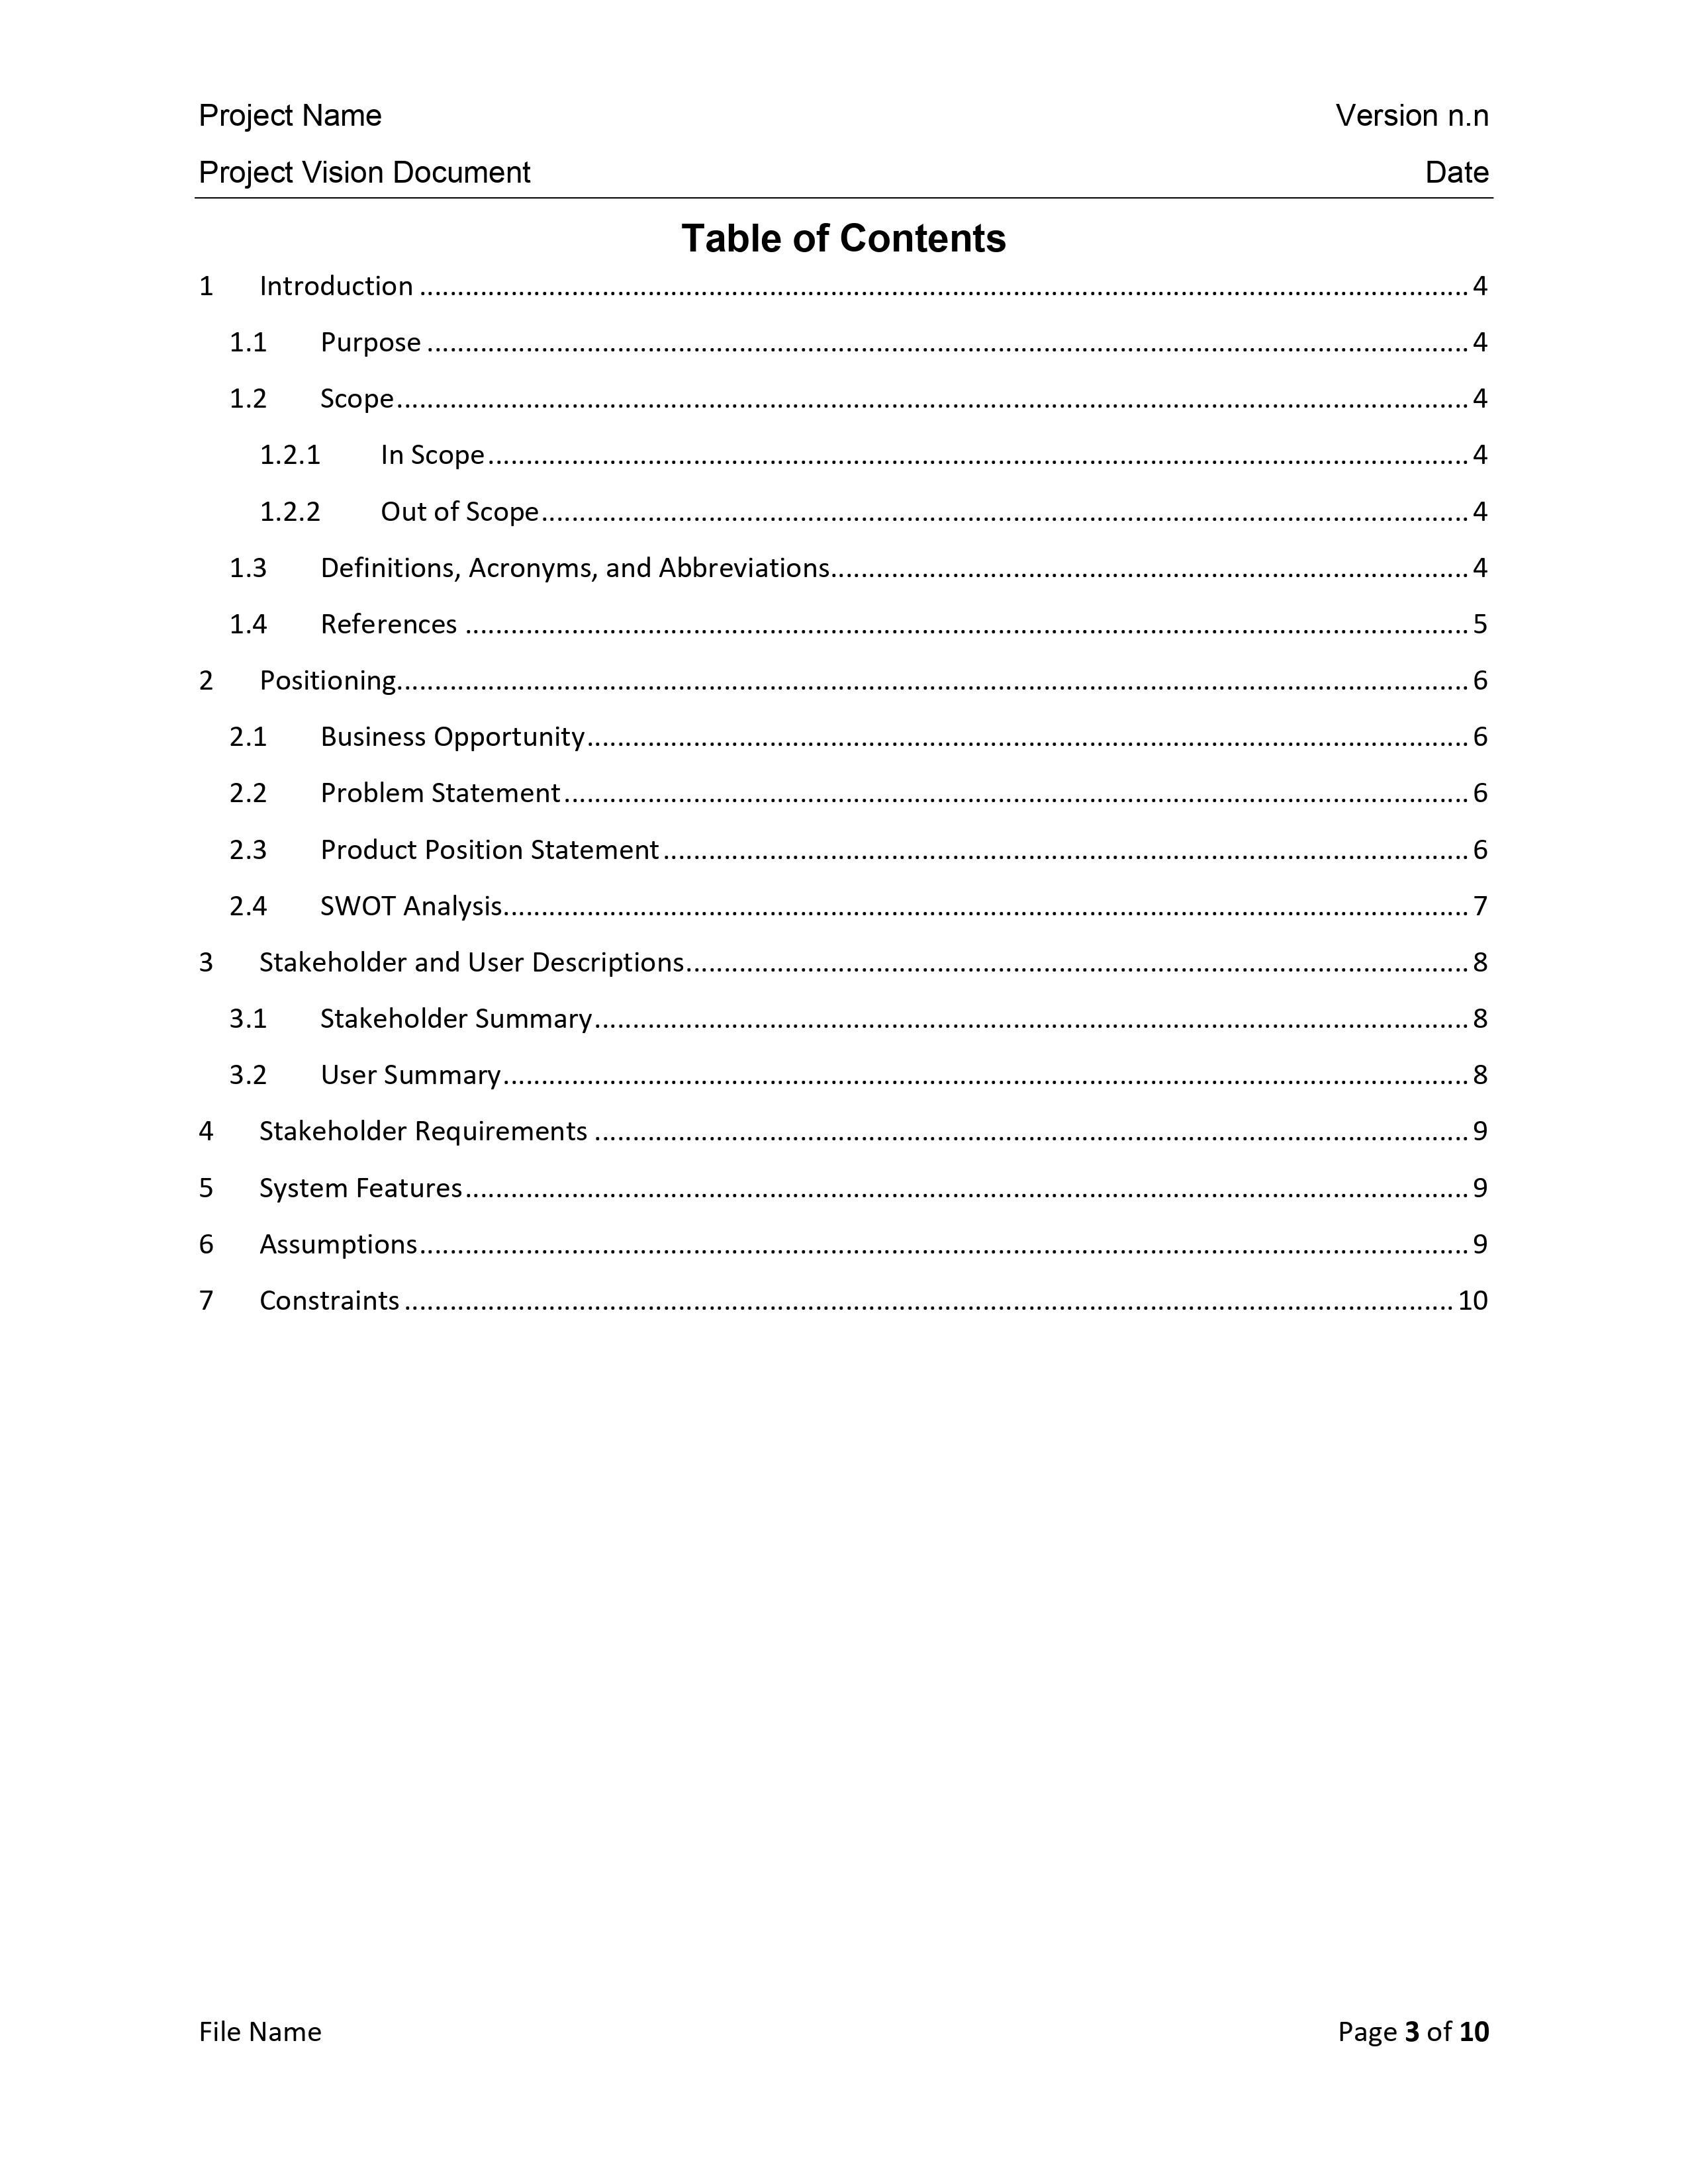 Project Name Version n.n
Project Vision Document Date
Table of Contents
1 Introduction ........ 4
1.1 Purpose ........ 4
1.2 Scope ........ 4
1.2.1 In Scope ........ 4
1.2.2 Out of Scope ........ 4
1.3 Definitions, Acronyms, and Abbreviations ........ 4
1.4 References ........ 5
2 Positioning ........ 6
2.1 Business Opportunity ........ 6
2.2 Problem Statement ........ 6
2.3 Product Position Statement ........ 6
2.4 SWOT Analysis ........ 7
3 Stakeholder and User Descriptions ........ 8
3.1 Stakeholder Summary ........ 8
3.2 User Summary ........ 8
4 Stakeholder Requirements ........ 9
5 System Features ........ 9
6 Assumptions ........ 9
7 Constraints ........ 10
File Name Page 3 of 10